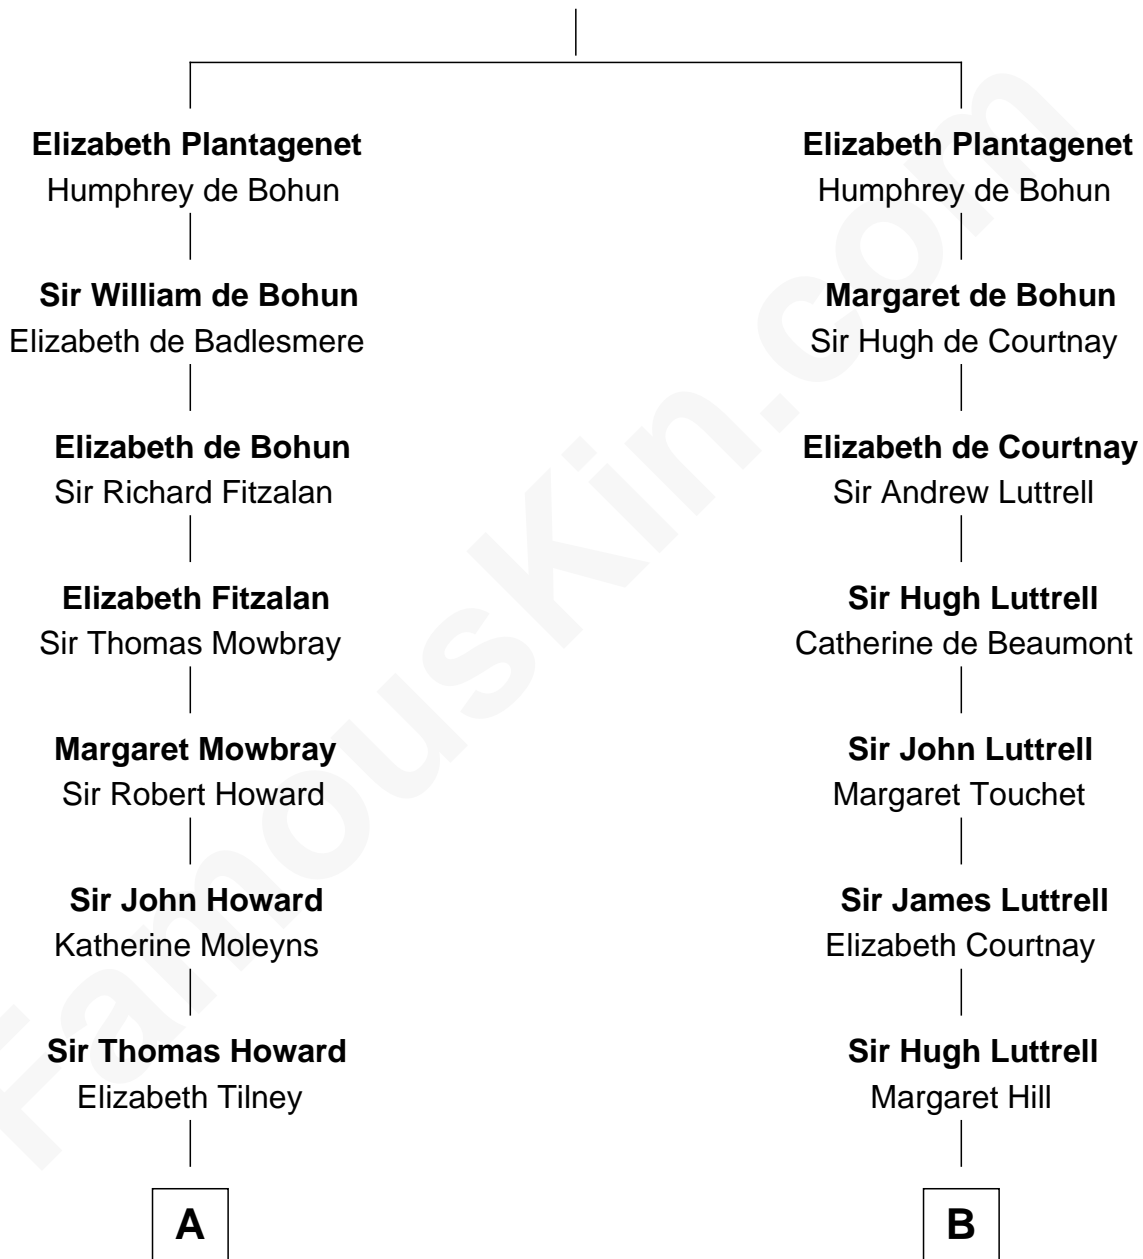 Elizabeth Plantagenet
Humphrey de Bohun
Sir William de Bohun
Elizabeth de Badlesmere
Elizabeth de Bohun
Sir Richard Fitzalan
Elizabeth Fitzalan
Sir Thomas Mowbray
Margaret Mowbray
Sir Robert Howard
Sir John Howard
Katherine Moleyns
Sir Thomas Howard
Elizabeth Tilney
A
Elizabeth Plantagenet
Humphrey de Bohun
Margaret de Bohun
Sir Hugh de Courtnay
Elizabeth de Courtnay
Sir Andrew Luttrell
Sir Hugh Luttrell
Catherine de Beaumont
Sir John Luttrell
Margaret Touchet
Sir James Luttrell
Elizabeth Courtnay
Sir Hugh Luttrell
Margaret Hill
B
FamousKin.com